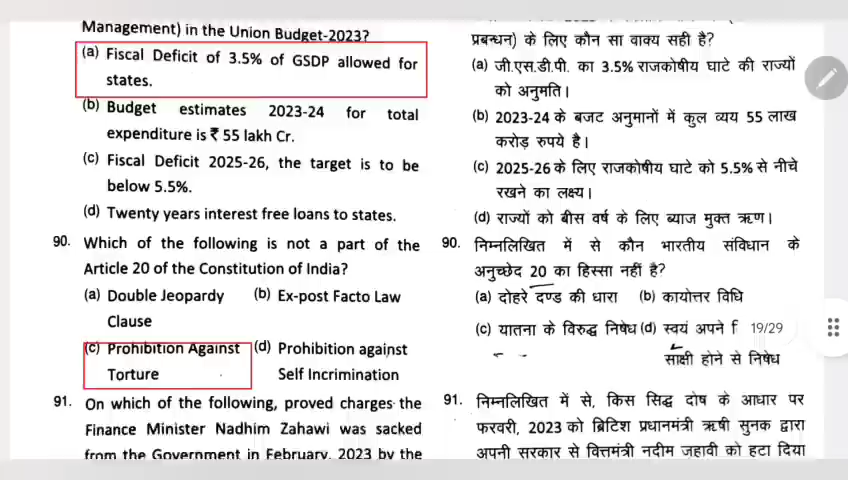 Management) in the Union Budget-2023?
(a) Fiscal Deficit of 3.5% of GSDP allowed for
states.
(b) Budget estimates 2023-24 for total
expenditure is ₹ 55 lakh Cr.
(c) Fiscal Deficit 2025-26, the target is to be
below 5.5%.
(d) Twenty years interest free loans to states.
90. Which of the following is not a part of the
Article 20 of the Constitution of India?
(a) Double Jeopardy (b) Ex-post Facto Law
Clause
(c) Prohibition Against (d) Prohibition against
Torture Self Incrimination
91. On which of the following, proved charges the
Finance Minister Nadhim Zahawi was sacked
from the Government in February, 2023 by the
प्रबन्धन) के लिए कौन सा वाक्य सही है?
(a) जी.एस.डी.पी. का 3.5% राजकोषीय घाटे की राज्यों
को अनुमति।
(b) 2023-24 के बजट अनुमानों में कुल व्यय 55 लाख
करोड़ रुपये है।
(c) 2025-26 के लिए राजकोषीय घाटे को 5.5% से नीचे
रखने का लक्ष्य।
(d) राज्यों को बीस वर्ष के लिए ब्याज मुक्त ऋण।
90. निम्नलिखित में से कौन भारतीय संविधान के
अनुच्छेद 20 का हिस्सा नहीं है?
(a) दोहरे दण्ड की धारा (b) कार्योत्तर विधि
(c) यातना के विरुद्ध निषेध (d) स्वयं अपने
साक्षी होने से निषेध
19/29
91. निम्नलिखित में से, किस सिद्ध दोष के आधार पर
फरवरी, 2023 को ब्रिटिश प्रधानमंत्री ऋषी सुनक द्वारा
अपनी सरकार से वित्तमंत्री नदीम जहावी को हटा दिया